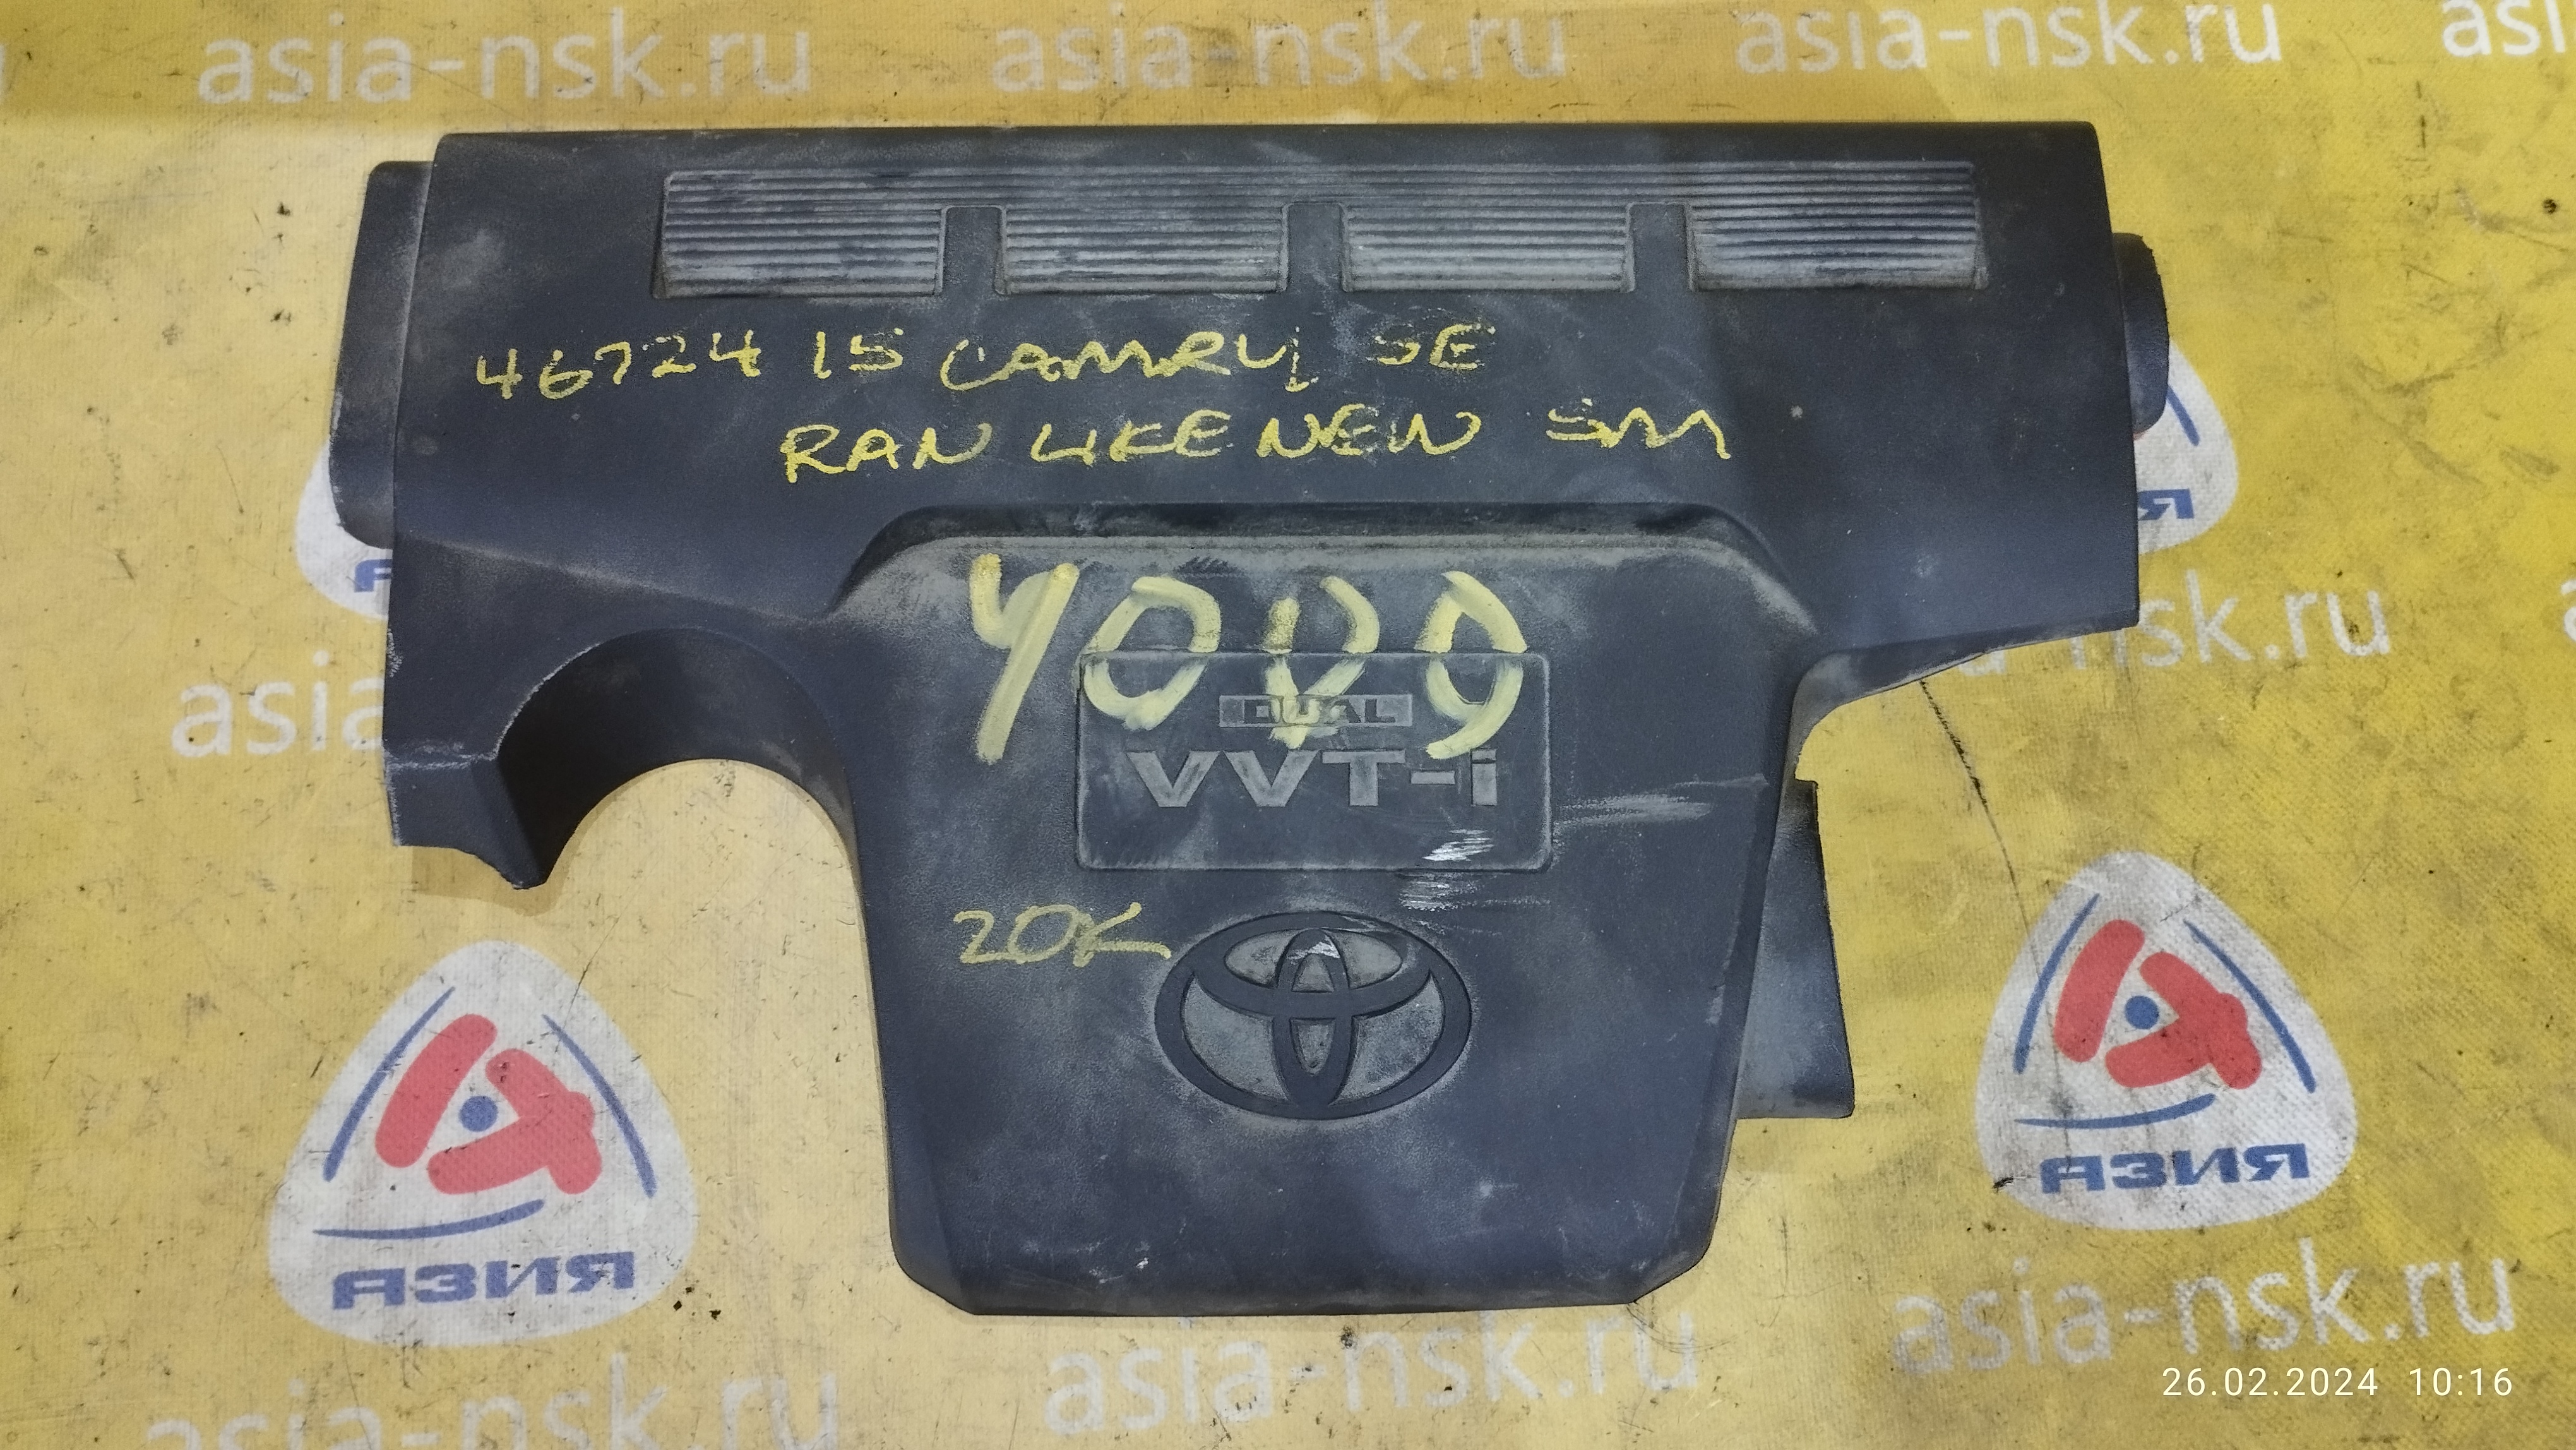 asia-nsk.ru asia-nsk.ru asia-nsk.ru asi
46724 15 CAMRY SE
RAN LIKE NEW SM
DUAL
VVT-i
asia
nsk.ru
20K
АЗИЯ
АЗИЯ
asia-nsk.ru
asia-nsk.ru
asia-nsk.ru
26.02.2024 10:16